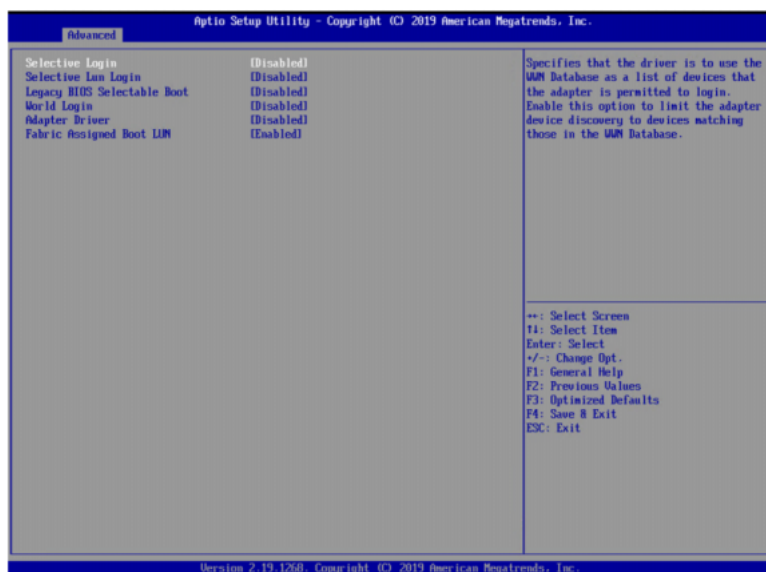 Aptio Setup Utility - Copyright (C) 2019 American Megatrends, Inc.
Advanced
Selective Login [Disabled]
Selective Lun Login [Disabled]
Legacy BIOS Selectable Boot [Disabled]
World Login [Disabled]
Adapter Driver [Disabled]
Fabric Assigned Boot LUN [Enabled]
Specifies that the driver is to use the
WWN Database as a list of devices that
the adapter is permitted to login.
Enable this option to limit the adapter
device discovery to devices matching
those in the WWN Database.
→←: Select Screen
↑↓: Select Item
Enter: Select
+/-: Change Opt.
F1: General Help
F2: Previous Values
F3: Optimized Defaults
F4: Save & Exit
ESC: Exit
Version 2.19.1268. Copyright (C) 2019 American Megatrends, Inc.